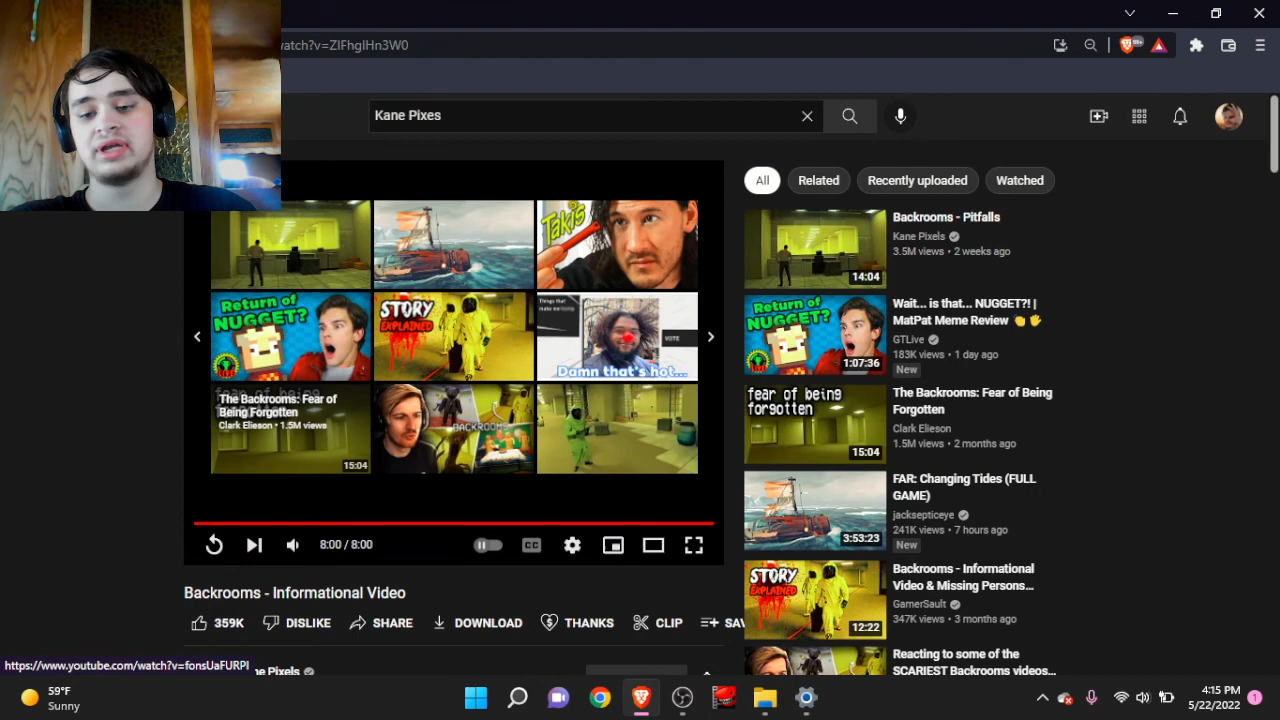 watch?v=ZIFhglHn3W0
99+
Kane Pixes
All
Related
Recently uploaded
Watched
Takis
Return of
NUGGET?
STORY
EXPLAINED
Things that
VOTE
Damn that's hot...
fear of being
The Backrooms: Fear of
Being Forgotten
Clark Elieson • 1.5M views
15:04
BACKROOMS
8:00 / 8:00
CC
Backrooms - Informational Video
359K
DISLIKE
SHARE
DOWNLOAD
THANKS
CLIP
SAV
ne Pixels
14:04
Backrooms - Pitfalls
Kane Pixels
3.5M views • 2 weeks ago
Return of
NUGGET?
1:07:36
Wait... is that... NUGGET?! |
MatPat Meme Review 👏🖐
GTLive
183K views • 1 day ago
New
fear of being
forgotten
15:04
The Backrooms: Fear of Being
Forgotten
Clark Elieson
1.5M views • 2 months ago
3:53:23
FAR: Changing Tides (FULL
GAME)
jacksepticeye
241K views • 7 hours ago
New
STORY
EXPLAINED
12:22
Backrooms - Informational
Video & Missing Persons...
GamerSault
347K views • 3 months ago
Reacting to some of the
SCARIEST Backrooms videos...
https://www.youtube.com/watch?v=fonsUaFURPI
59°F
Sunny
4:15 PM
5/22/2022
1